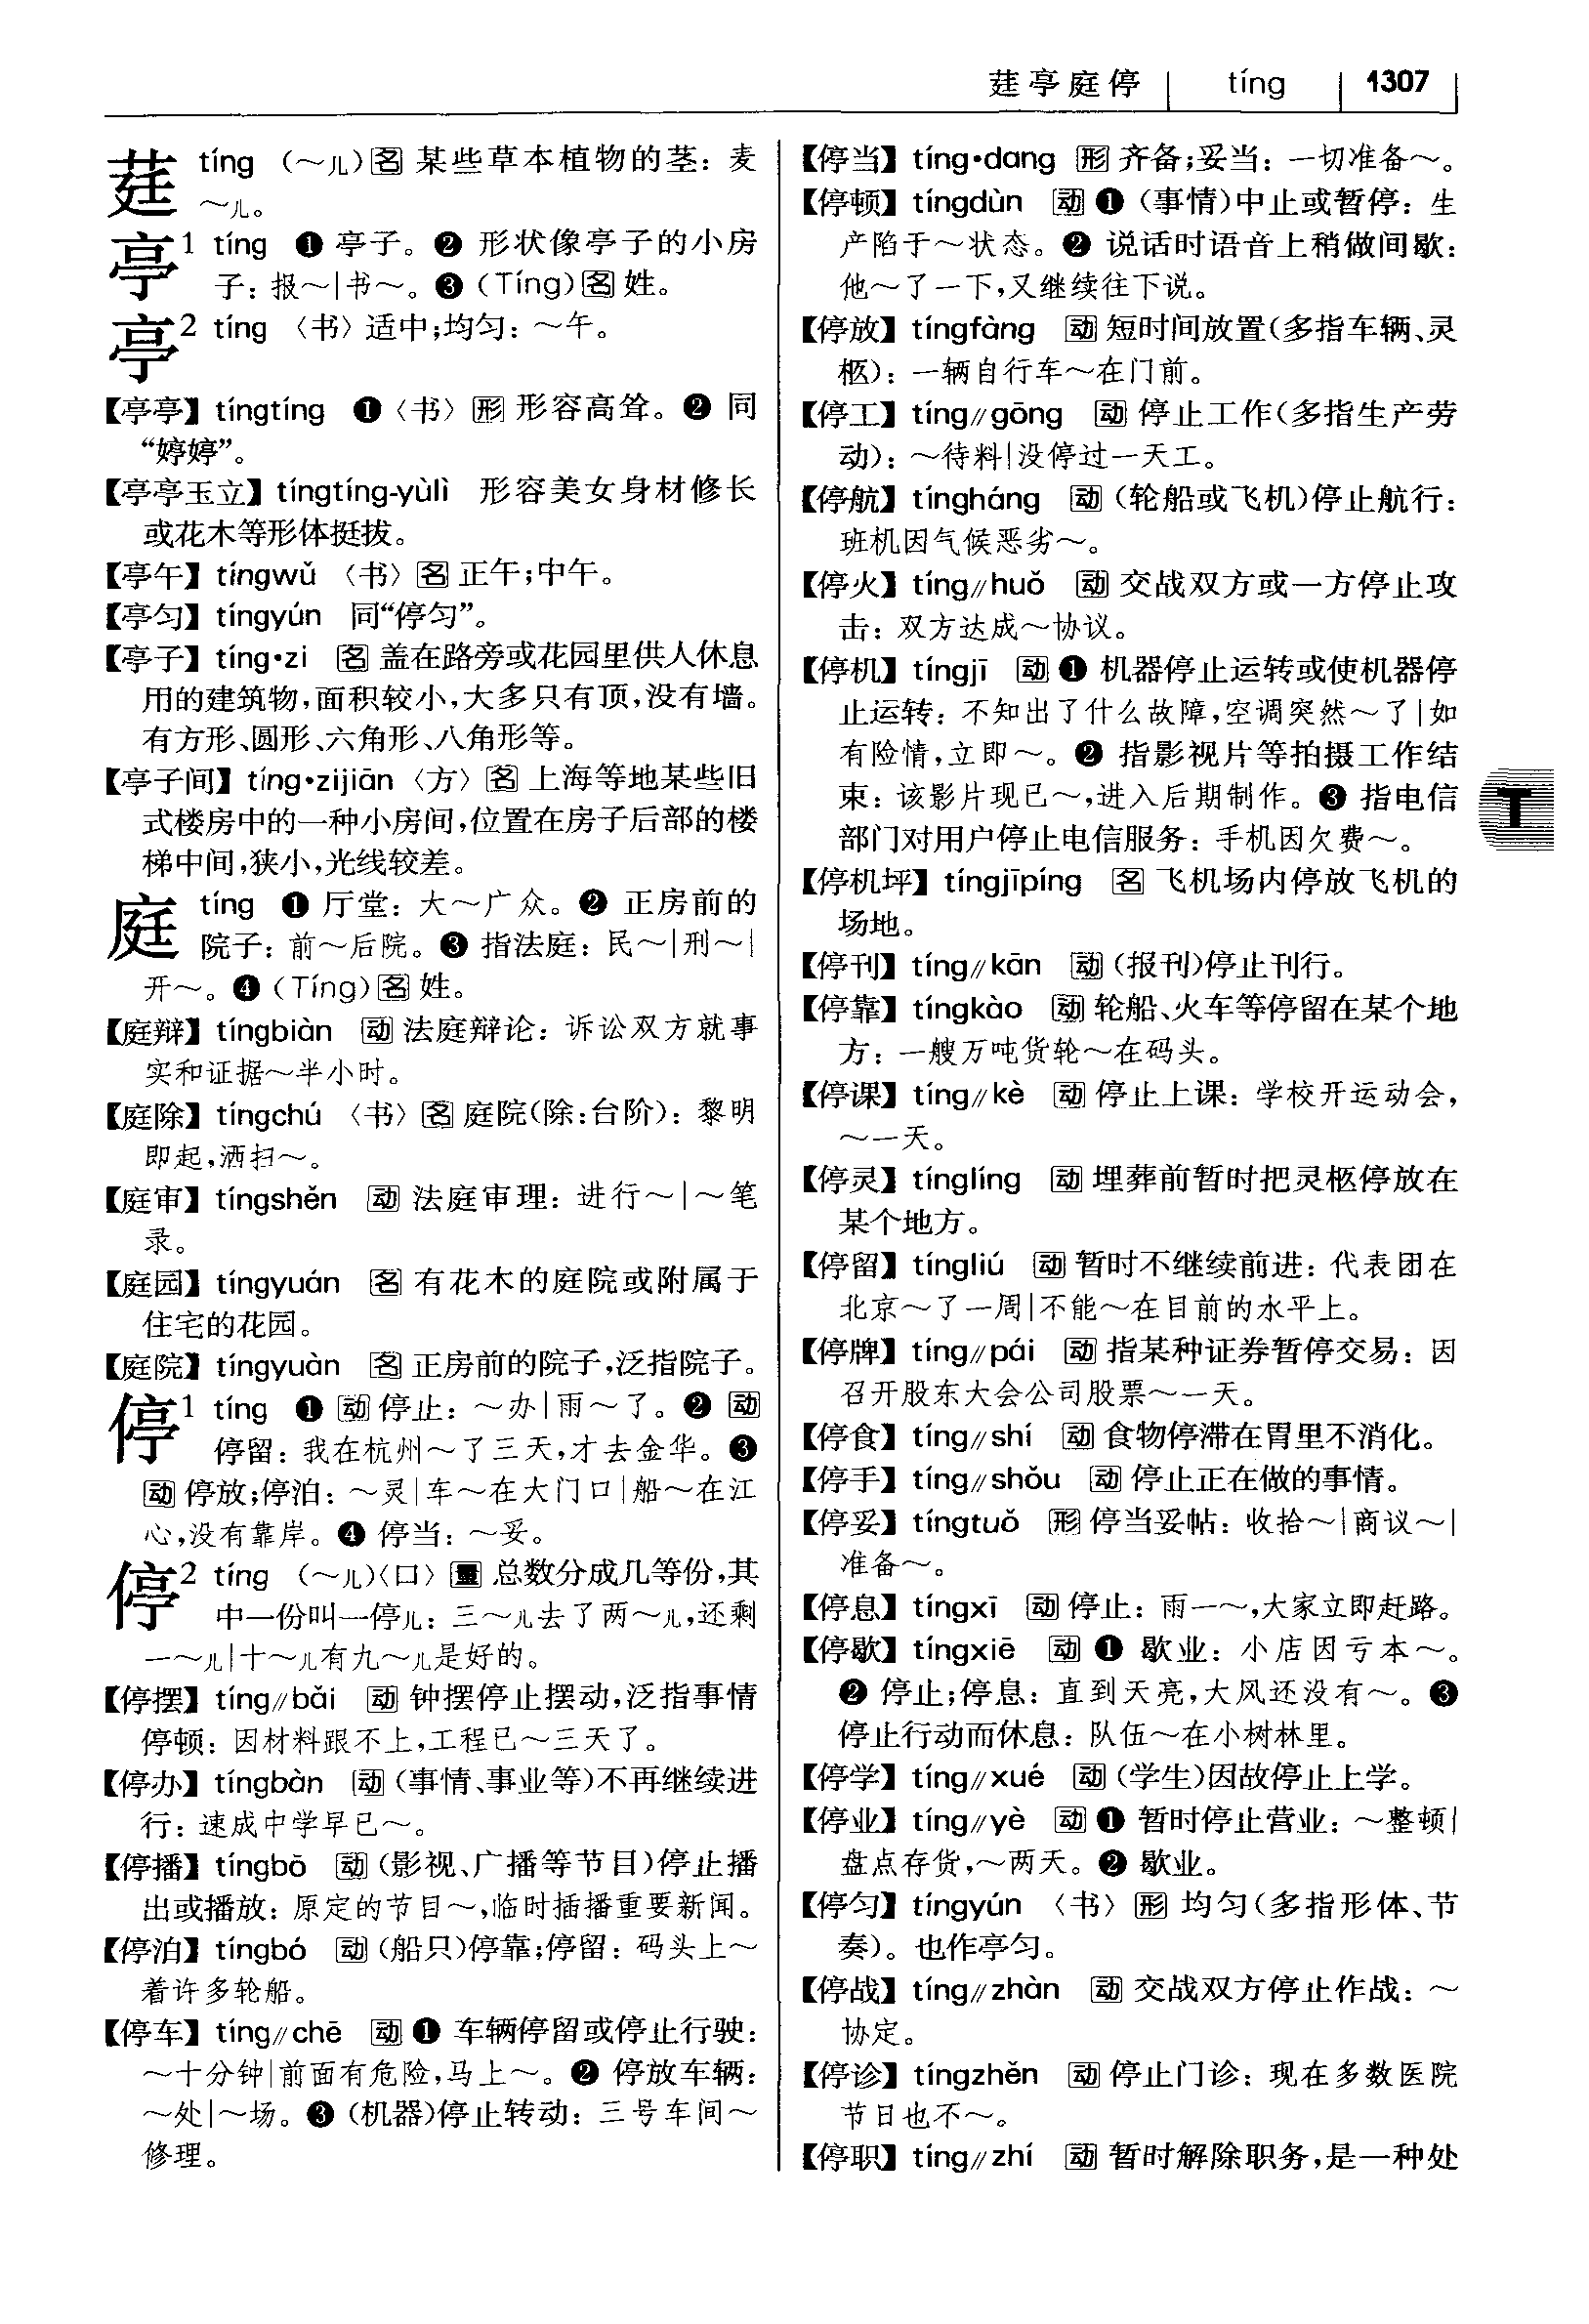 莛亭庭停 tíng 1307
莛 tíng （～儿）名 某些草本植物的茎：麦
～儿。
亭1 tíng ❶ 亭子。❷ 形状像亭子的小房
子：报～|书～。❸（Tíng）名 姓。
亭2 tíng 〈书〉适中；均匀：～午。
【亭亭】tíngtíng ❶〈书〉形 形容高耸。❷ 同
“婷婷”。
【亭亭玉立】tíngtíng-yùlì 形容美女身材修长
或花木等形体挺拔。
【亭午】tíngwǔ 〈书〉名 正午；中午。
【亭匀】tíngyún 同“停匀”。
【亭子】tíng•zi 名 盖在路旁或花园里供人休息
用的建筑物，面积较小，大多只有顶，没有墙。
有方形、圆形、六角形、八角形等。
【亭子间】tíng•zijiān〈方〉名 上海等地某些旧
式楼房中的一种小房间，位置在房子后部的楼
梯中间，狭小，光线较差。
庭 tíng ❶ 厅堂：大～广众。❷ 正房前的
院子：前～后院。❸ 指法庭：民～|刑～|
开～。❹（Tíng）名 姓。
【庭辩】tíngbiàn 动 法庭辩论：诉讼双方就事
实和证据～半小时。
【庭除】tíngchú 〈书〉名 庭院（除：台阶）：黎明
即起，洒扫～。
【庭审】tíngshěn 动 法庭审理：进行～|～笔
录。
【庭园】tíngyuán 名 有花木的庭院或附属于
住宅的花园。
【庭院】tíngyuàn 名 正房前的院子，泛指院子。
停1 tíng ❶ 动 停止：～办|雨～了。❷ 动
停留：我在杭州～了三天，才去金华。❸
动 停放；停泊：～灵|车～在大门口|船～在江
心，没有靠岸。❹ 停当：～妥。
停2 tíng （～儿）〈口〉量 总数分成几等份，其
中一份叫一停儿：三～儿去了两～儿，还剩
一～儿|十～儿有九～儿是好的。
【停摆】tíng//bǎi 动 钟摆停止摆动，泛指事情
停顿：因材料跟不上，工程已～三天了。
【停办】tíngbàn 动（事情、事业等）不再继续进
行：速成中学早已～。
【停播】tíngbō 动（影视、广播等节目）停止播
出或播放：原定的节目～，临时插播重要新闻。
【停泊】tíngbó 动（船只）停靠；停留：码头上～
着许多轮船。
【停车】tíng//chē 动 ❶ 车辆停留或停止行驶：
～十分钟|前面有危险，马上～。❷ 停放车辆：
～处|～场。❸（机器）停止转动：三号车间～
修理。
【停当】tíng•dang 形 齐备；妥当：一切准备～。
【停顿】tíngdùn 动 ❶（事情）中止或暂停：生
产陷于～状态。❷ 说话时语音上稍做间歇：
他～了一下，又继续往下说。
【停放】tíngfàng 动 短时间放置（多指车辆、灵
柩）：一辆自行车～在门前。
【停工】tíng//gōng 动 停止工作（多指生产劳
动）：～待料|没停过一天工。
【停航】tíngháng 动（轮船或飞机）停止航行：
班机因气候恶劣～。
【停火】tíng//huǒ 动 交战双方或一方停止攻
击：双方达成～协议。
【停机】tíngjī 动 ❶ 机器停止运转或使机器停
止运转：不知出了什么故障，空调突然～了|如
有险情，立即～。❷ 指影视片等拍摄工作结
束：该影片现已～，进入后期制作。❸ 指电信
部门对用户停止电信服务：手机因欠费～。
T
【停机坪】tíngjīpíng 名 飞机场内停放飞机的
场地。
【停刊】tíng//kān 动（报刊）停止刊行。
【停靠】tíngkào 动 轮船、火车等停留在某个地
方：一艘万吨货轮～在码头。
【停课】tíng//kè 动 停止上课：学校开运动会，
～一天。
【停灵】tínglíng 动 埋葬前暂时把灵柩停放在
某个地方。
【停留】tíngliú 动 暂时不继续前进：代表团在
北京～了一周|不能～在目前的水平上。
【停牌】tíng//pái 动 指某种证券暂停交易：因
召开股东大会公司股票～一天。
【停食】tíng//shí 动 食物停滞在胃里不消化。
【停手】tíng//shǒu 动 停止正在做的事情。
【停妥】tíngtuǒ 形 停当妥帖：收拾～|商议～|
准备～。
【停息】tíngxī 动 停止：雨一～，大家立即赶路。
【停歇】tíngxiē 动 ❶ 歇业：小店因亏本～。
❷ 停止；停息：直到天亮，大风还没有～。❸
停止行动而休息：队伍～在小树林里。
【停学】tíng//xué 动（学生）因故停止上学。
【停业】tíng//yè 动 ❶ 暂时停止营业：～整顿|
盘点存货，～两天。❷ 歇业。
【停匀】tíngyún 〈书〉形 均匀（多指形体、节
奏）。也作亭匀。
【停战】tíng//zhàn 动 交战双方停止作战：～
协定。
【停诊】tíngzhěn 动 停止门诊：现在多数医院
节日也不～。
【停职】tíng//zhí 动 暂时解除职务，是一种处